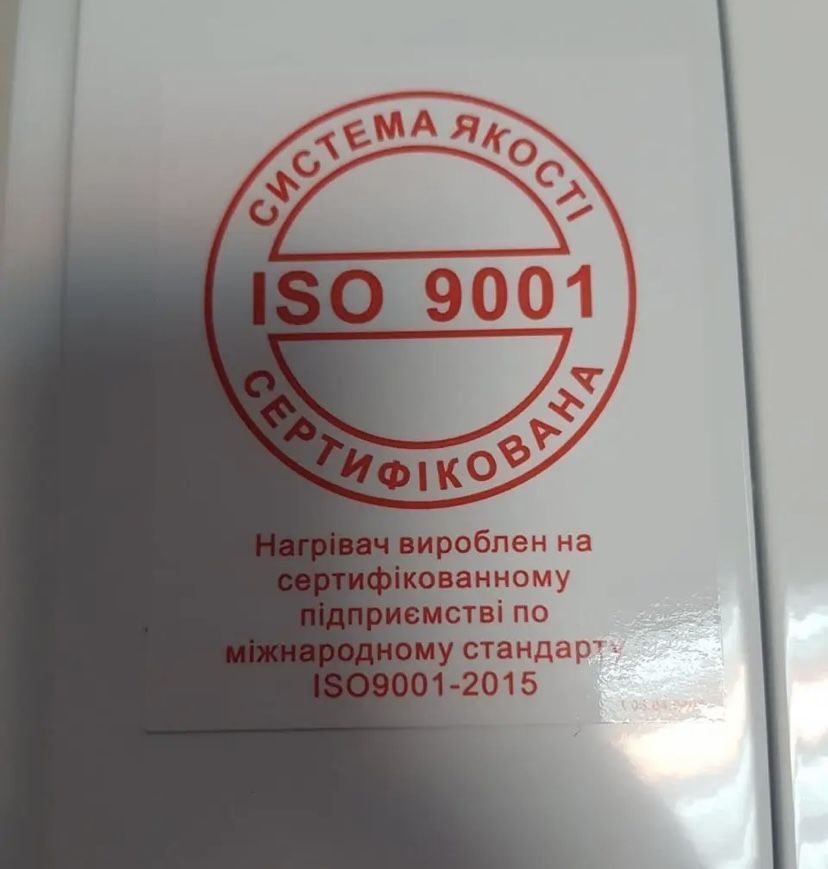 СИСТЕМА ЯКОСТІ
ISO 9001
СЕРТИФІКОВАНА
Нагрівач вироблен на
сертифікованному
підприємстві по
міжнародному стандарту
ISO9001-2015